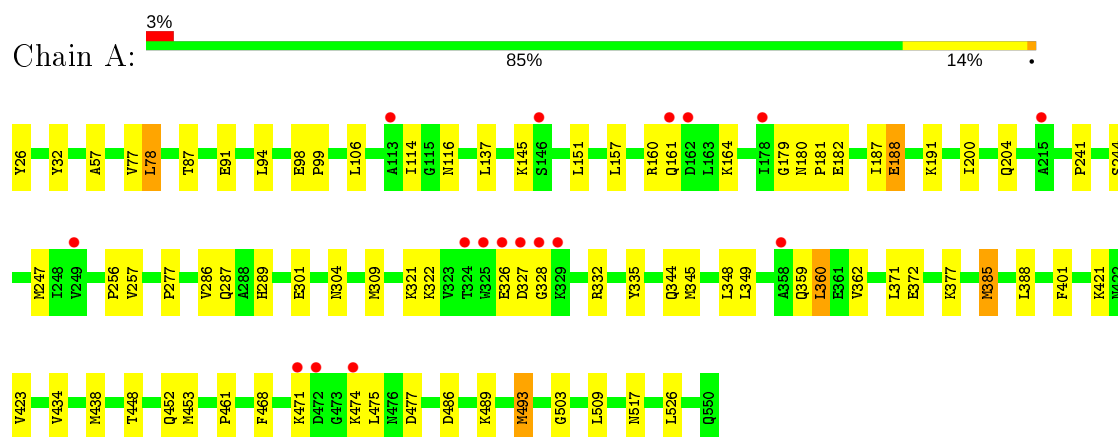 3%
Chain A:
85% 14%
Y26 Y32 A57 V77 L78 T87 E91 L94 E98 P99 L106 A113 I114 G115 N116 L137 K145 S146 L151 L157 R160 Q161 D162 L163 K164 I178 G179 N180 P181 E182 I187 E188 K191 I200 Q204 A215 P241 S244
M247 I248 V249 P256 V257 P277 V286 Q287 A288 H289 E301 N304 M309 K321 K322 V323 T324 W325 E326 D327 G328 K329 R332 Y335 Q344 M345 L348 L349 A358 Q359 L360 E361 V362 L371 E372 K377 M385 L388 F401 K421 N422
V423 V434 M438 T448 Q452 M453 P461 F468 K471 D472 G473 K474 L475 N476 D477 D486 K489 M493 G503 L509 N517 L526 Q550